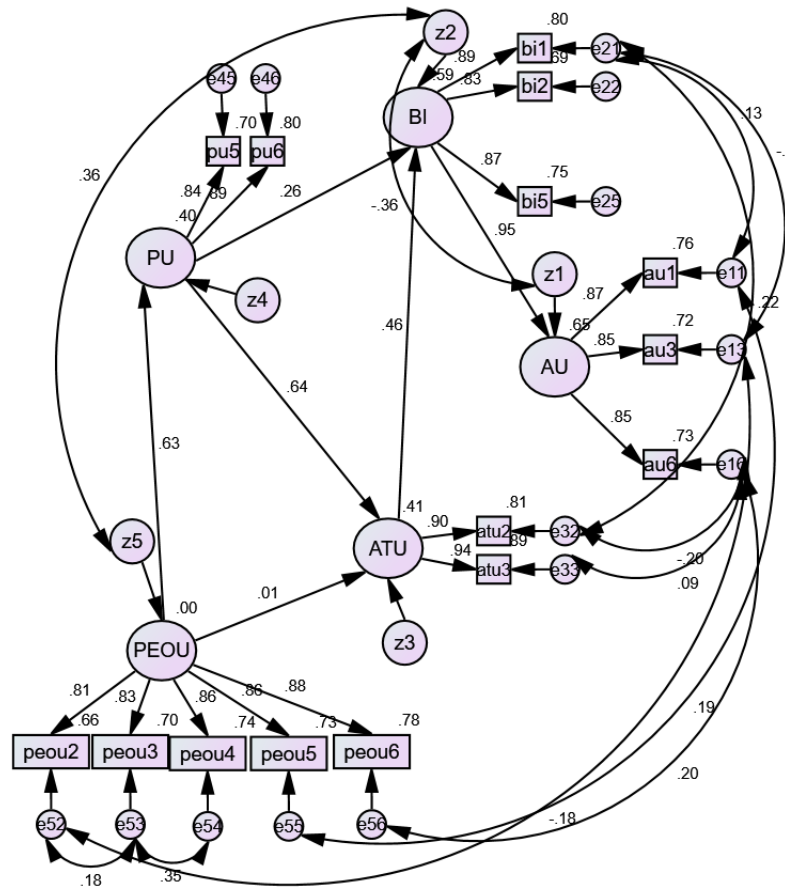 z2
.80
bi1
e21
.89
.69
.59
.83
bi2
e22
e45
e46
BI
.13
-.
.70
.80
pu5
pu6
.36
.87
.75
.84
.89
.26
bi5
e25
.40
-.36
.95
.76
PU
z1
au1
e11
z4
.87
.22
.46
.65
.72
.85
au3
e13
AU
.64
.85
.63
.73
au6
e16
.41
.81
.90
atu2
e32
z5
ATU
.89
.94
atu3
e33
-.20
.09
.01
.00
z3
PEOU
.81
.83
.86
.86
.88
.19
.66
.70
.74
.73
.78
peou2
peou3
peou4
peou5
peou6
.20
e52
e53
e54
e55
e56
-.18
.18
.35